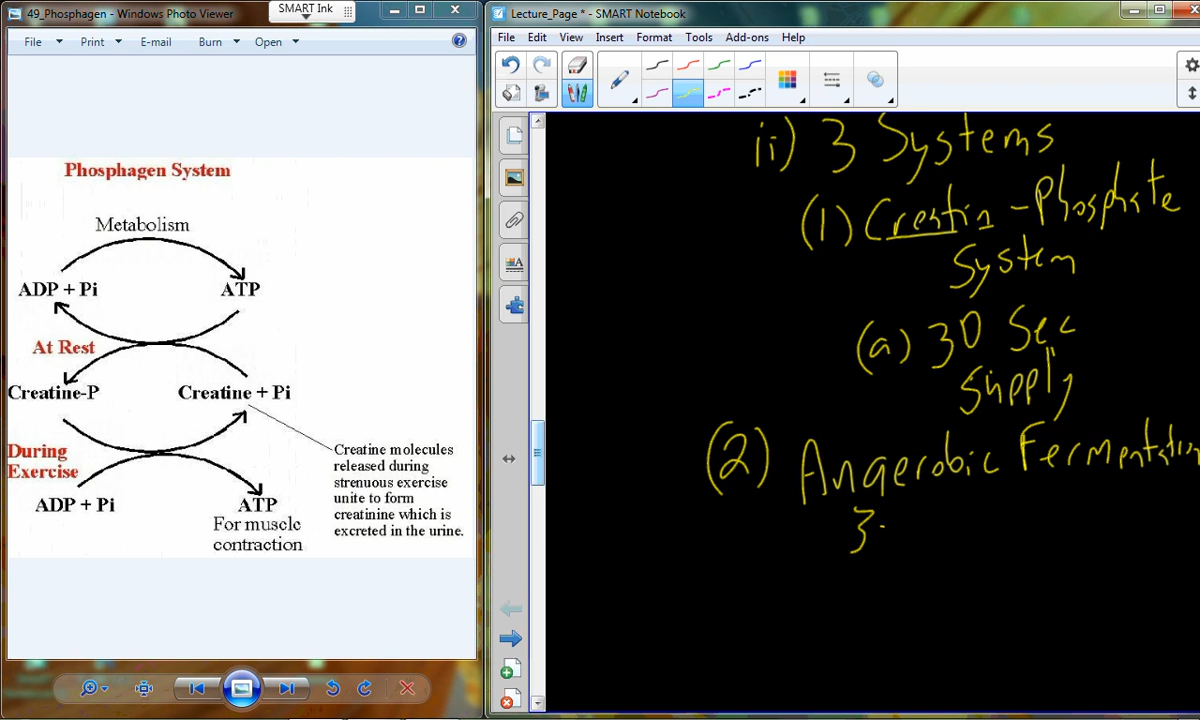 49_Phosphagen - Windows Photo Viewer
SMART Ink
File Print E-mail Burn Open
Phosphagen System
Metabolism
ADP + Pi ATP
At Rest
Creatine-P Creatine + Pi
During
Exercise
ADP + Pi ATP
For muscle
contraction
Creatine molecules
released during
strenuous exercise
unite to form
creatinine which is
excreted in the urine.
Lecture_Page * - SMART Notebook
File Edit View Insert Format Tools Add-ons Help
ii) 3 Systems
(1) Creatin - Phosphate
System
(a) 30 Sec
Supply
(2) Anaerobic Fermentation
3